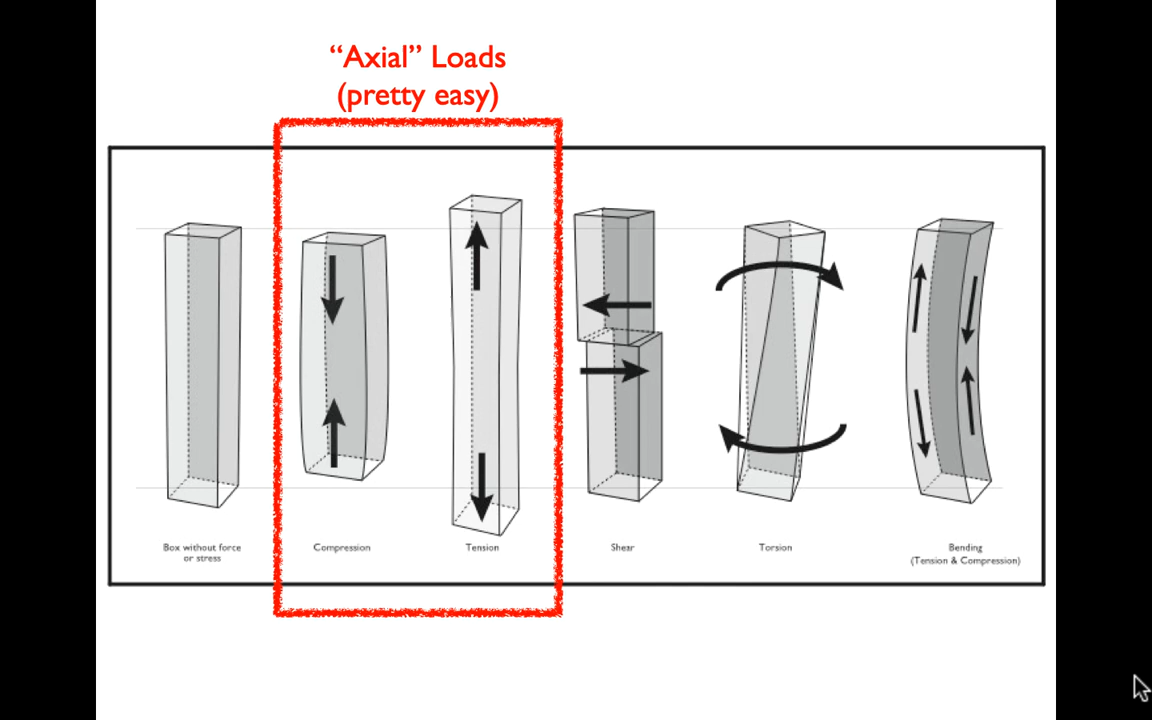 “Axial” Loads
(pretty easy)
Box without force
or stress
Compression
Tension
Shear
Torsion
Bending
(Tension & Compression)